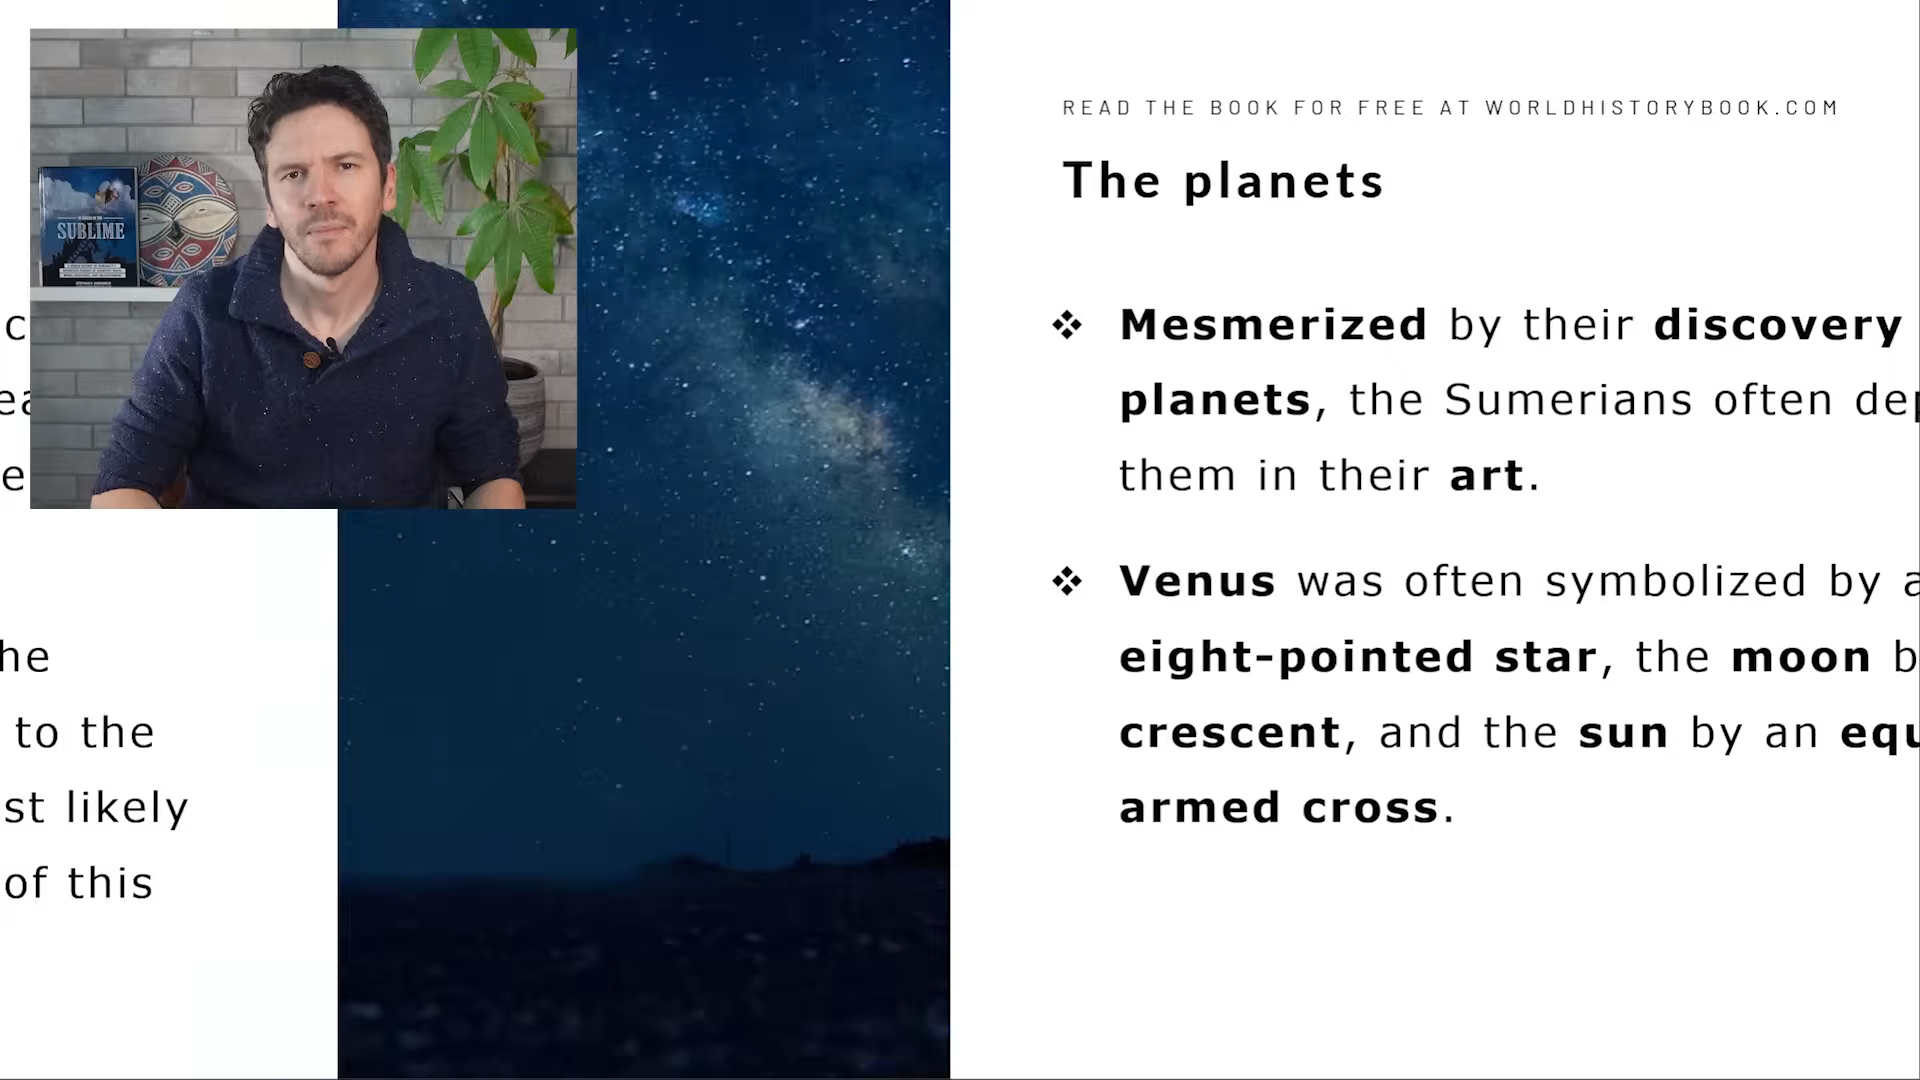 READ THE BOOK FOR FREE AT WORLDHISTORYBOOK.COM
The planets
❖ Mesmerized by their discovery
planets, the Sumerians often dep
them in their art.
❖ Venus was often symbolized by a
eight-pointed star, the moon b
crescent, and the sun by an equ
armed cross.
c
ea
e
he
to the
st likely
of this
SUBLIME